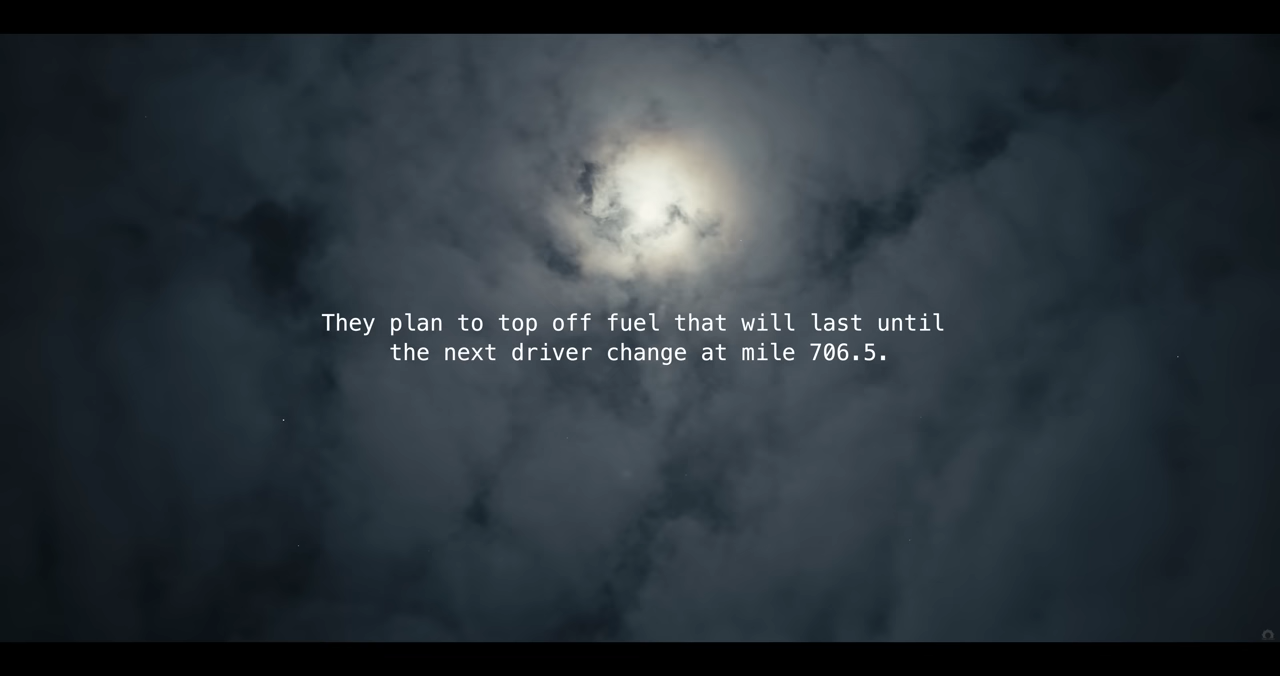 They plan to top off fuel that will last until
the next driver change at mile 706.5.